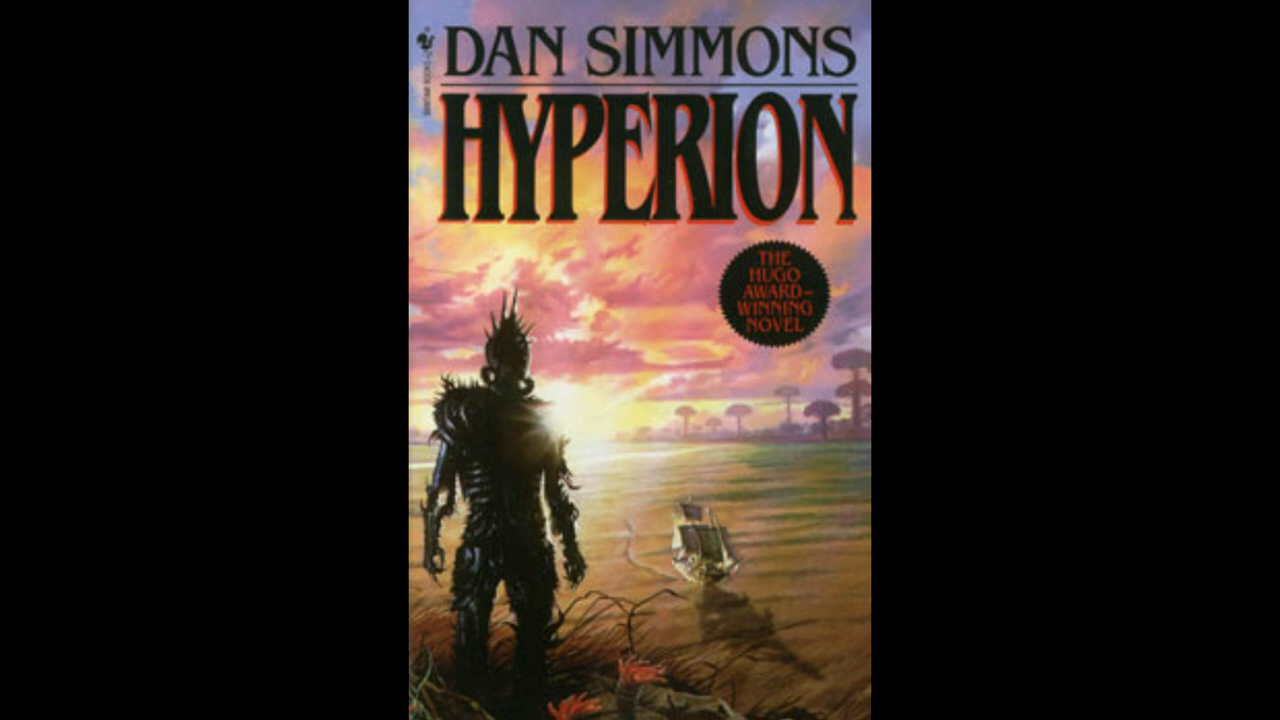 DAN SIMMONS
HYPERION
THE
HUGO
AWARD–
WINNING
NOVEL